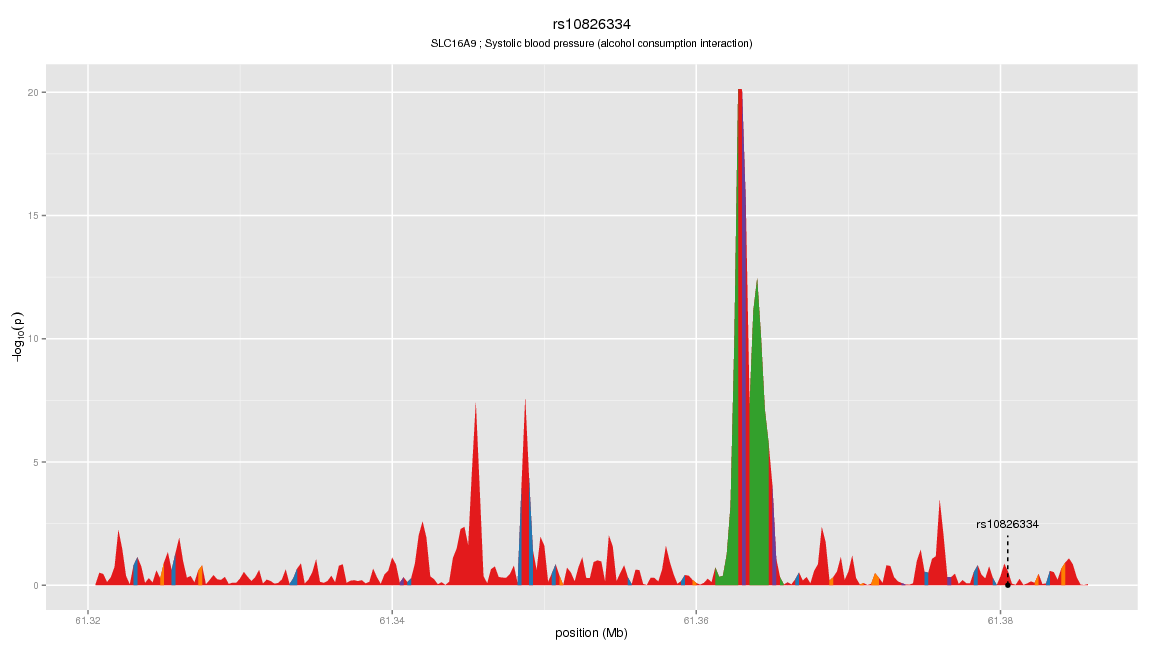 rs10826334
SLC16A9 ; Systolic blood pressure (alcohol consumption interaction)
20
15
10
5
0
−log10(p)
rs10826334
61.32
61.34
61.36
61.38
position (Mb)